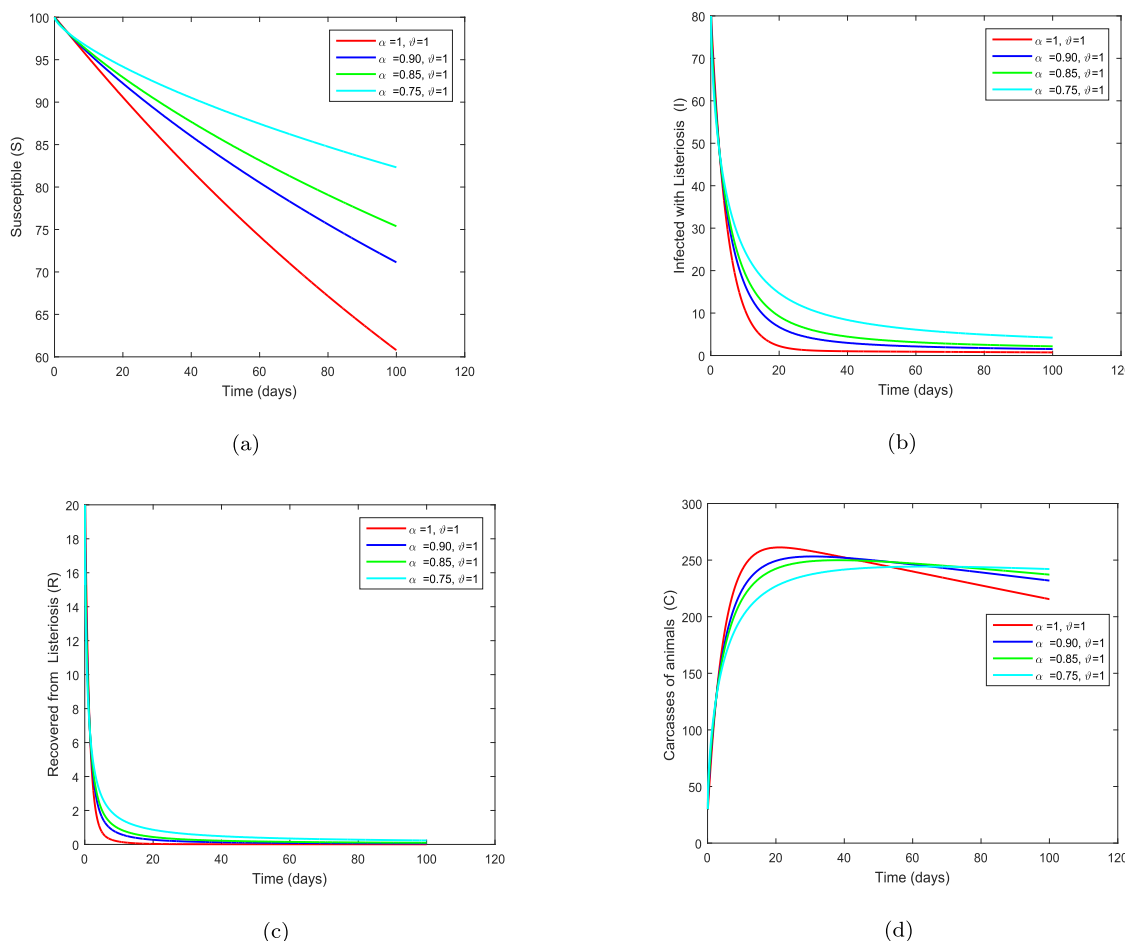 100
95
90
85
80
75
70
65
60
Susceptible (S)
0
20
40
60
80
100
120
Time (days)
α =1, ϑ=1
α =0.90, ϑ=1
α =0.85, ϑ=1
α =0.75, ϑ=1
(a)
80
70
60
50
40
30
20
10
0
Infected with Listeriosis (I)
0
20
40
60
80
100
120
Time (days)
α =1, ϑ=1
α =0.90, ϑ=1
α =0.85, ϑ=1
α =0.75, ϑ=1
(b)
20
18
16
14
12
10
8
6
4
2
0
Recovered from Listeriosis (R)
0
20
40
60
80
100
120
Time (days)
α =1, ϑ=1
α =0.90, ϑ=1
α =0.85, ϑ=1
α =0.75, ϑ=1
(c)
300
250
200
150
100
50
0
Carcasses of animals (C)
0
20
40
60
80
100
120
Time (days)
α =1, ϑ=1
α =0.90, ϑ=1
α =0.85, ϑ=1
α =0.75, ϑ=1
(d)